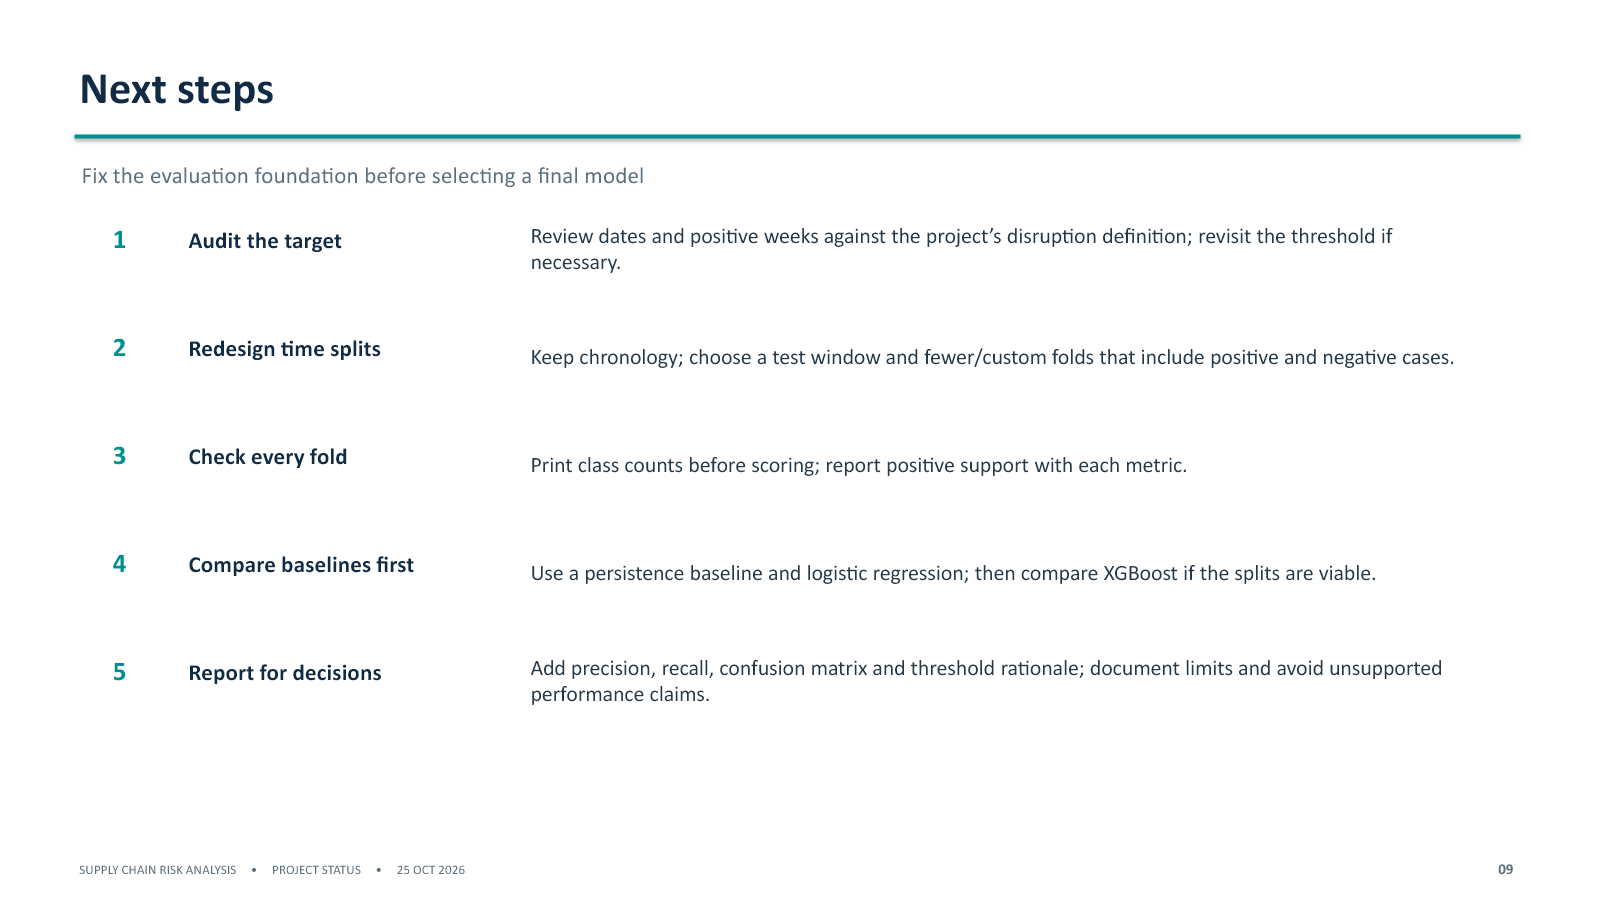 Next steps
Fix the evaluation foundation before selecting a final model
1 Audit the target Review dates and positive weeks against the project’s disruption definition; revisit the threshold if
necessary.
2 Redesign time splits Keep chronology; choose a test window and fewer/custom folds that include positive and negative cases.
3 Check every fold Print class counts before scoring; report positive support with each metric.
4 Compare baselines first Use a persistence baseline and logistic regression; then compare XGBoost if the splits are viable.
5 Report for decisions Add precision, recall, confusion matrix and threshold rationale; document limits and avoid unsupported
performance claims.
SUPPLY CHAIN RISK ANALYSIS • PROJECT STATUS • 25 OCT 2026 09